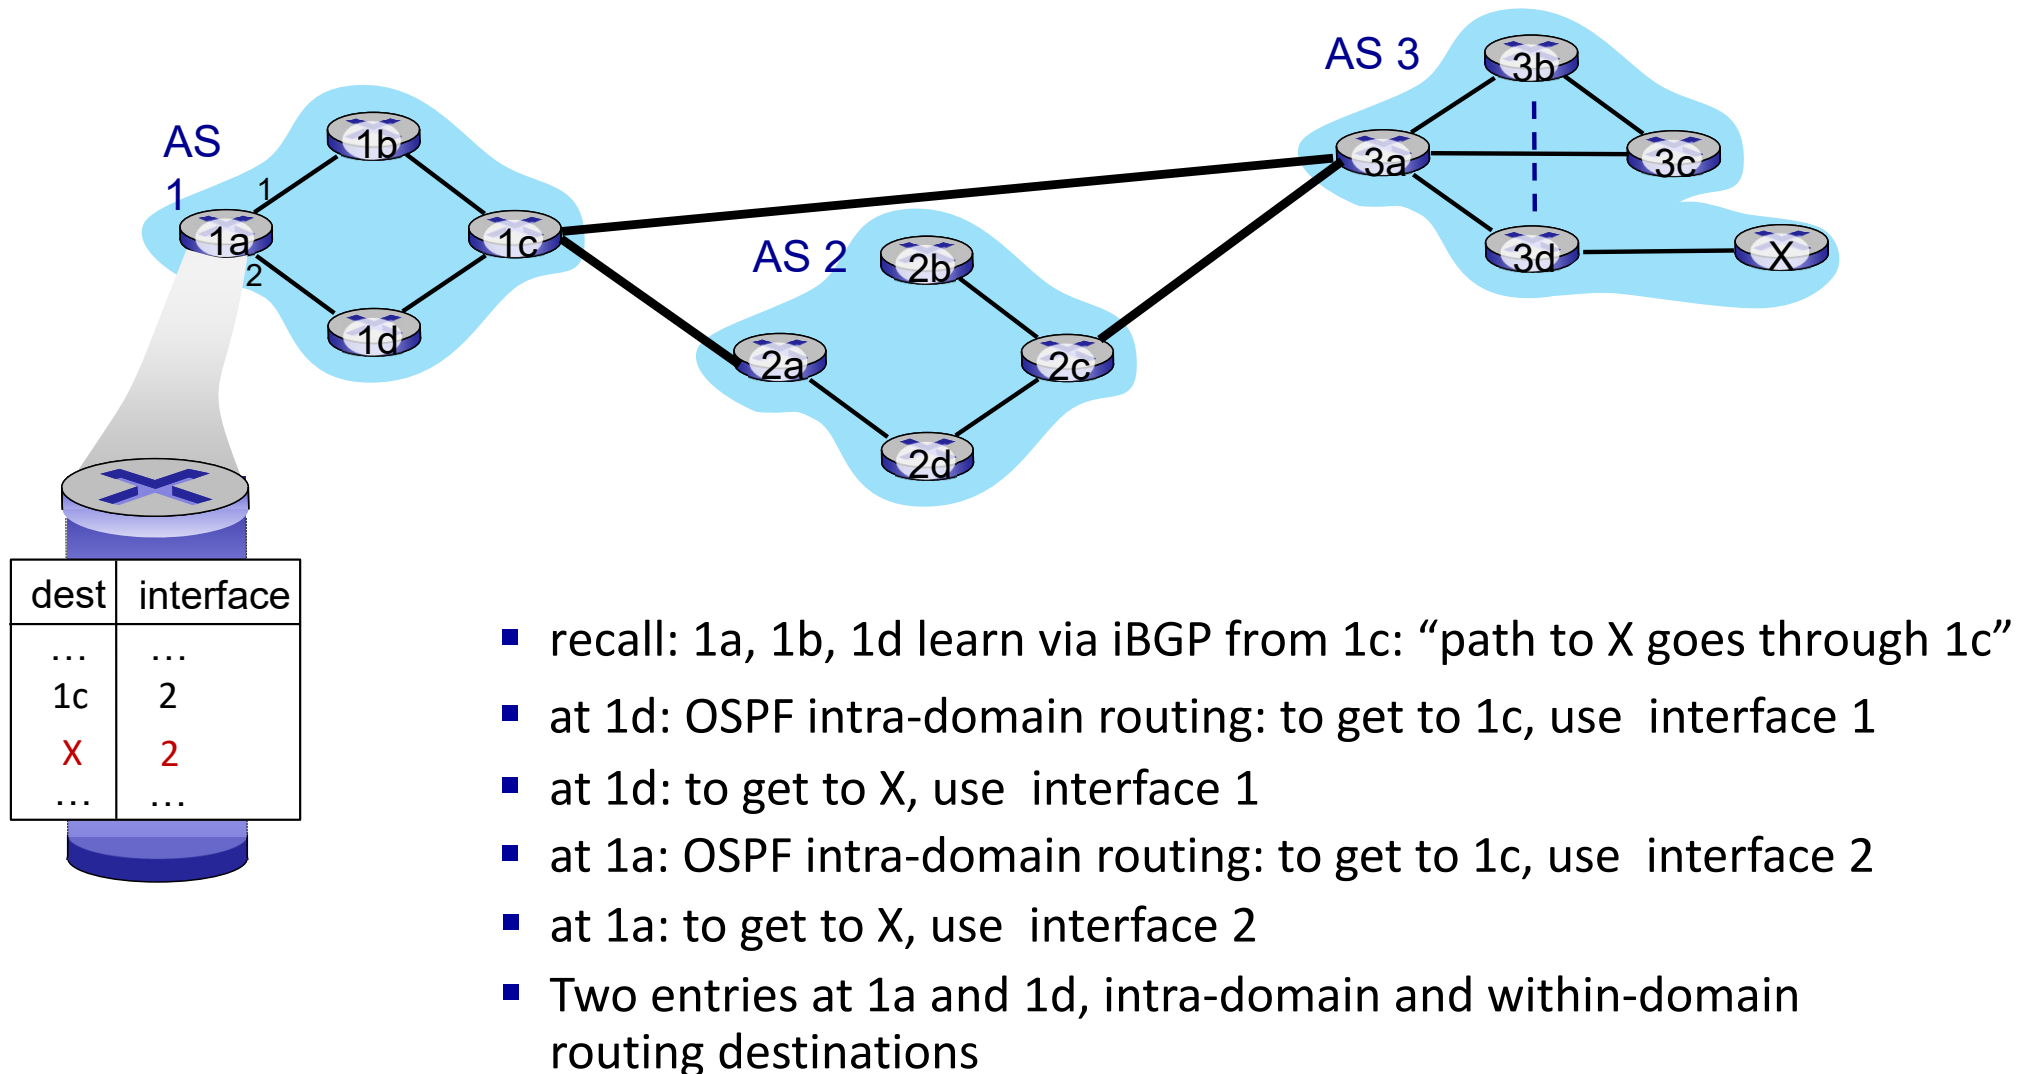 AS 3
3b
AS
1
1b
3a
3c
1
1a
1c
AS 2
2b
3d
X
2
1d
2a
2c
2d
dest interface
... ...
1c 2
X 2
... ...
▪ recall: 1a, 1b, 1d learn via iBGP from 1c: “path to X goes through 1c”
▪ at 1d: OSPF intra-domain routing: to get to 1c, use  interface 1
▪ at 1d: to get to X, use  interface 1
▪ at 1a: OSPF intra-domain routing: to get to 1c, use  interface 2
▪ at 1a: to get to X, use  interface 2
▪ Two entries at 1a and 1d, intra-domain and within-domain
routing destinations